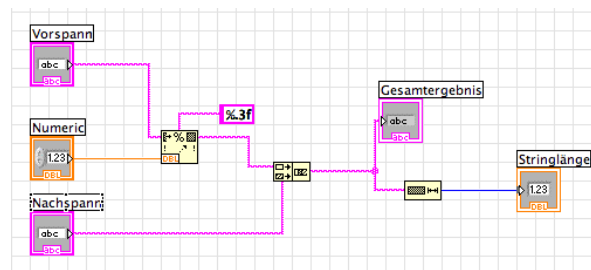 Vorspann
abc
abc
%.3f
Gesamtergebnis
abc
abc
Numeric
1.23
DBL
%
DBL
Stringlänge
1.23
DBL
Nachspann
abc
abc